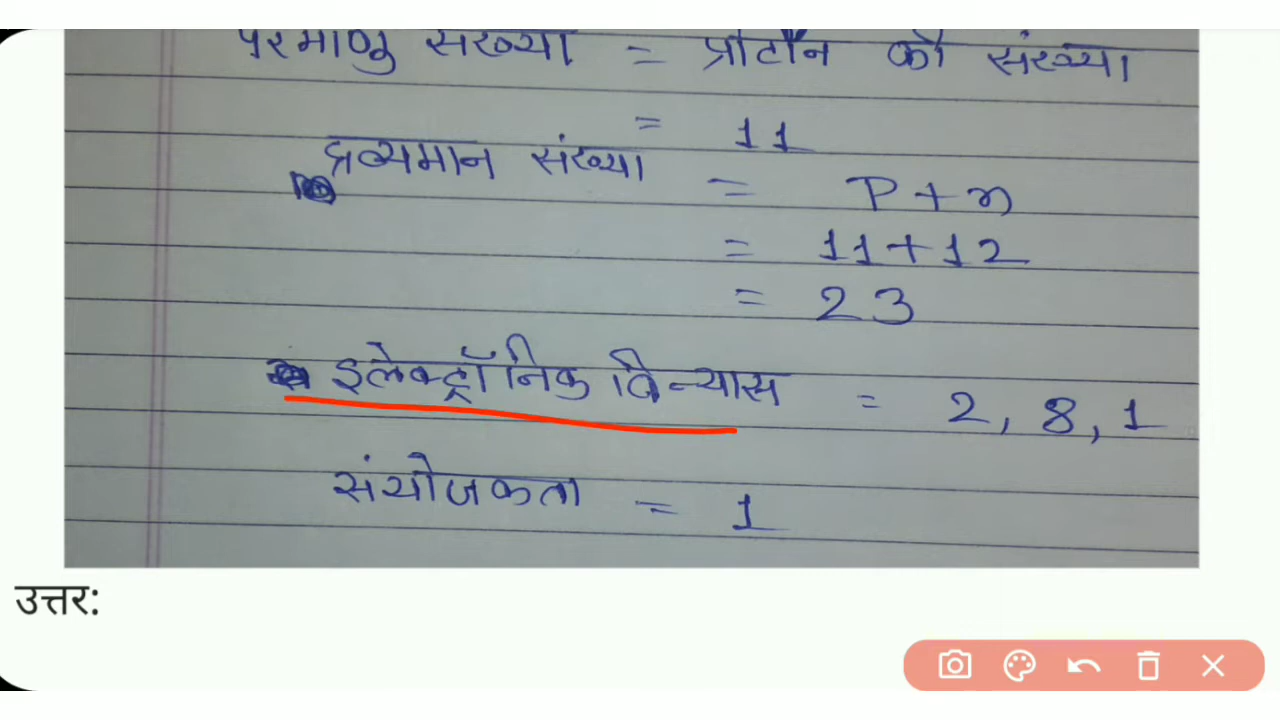 परमाणु संख्या = प्रोटॉन की संख्या
= 11
द्रव्यमान संख्या = P + n
= 11 + 12
= 23
इलेक्ट्रॉनिक विन्यास = 2, 8, 1
संयोजकता = 1
उत्तर: